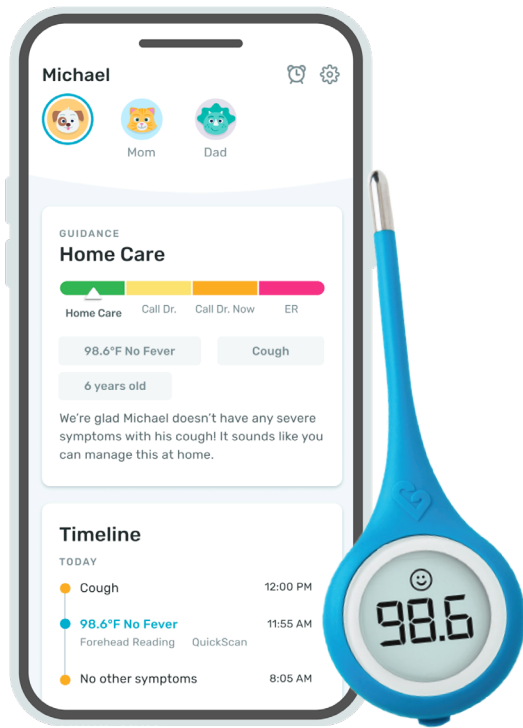 Michael
Mom Dad
GUIDANCE
Home Care
Home Care Call Dr. Call Dr. Now ER
98.6°F No Fever Cough
6 years old
We're glad Michael doesn't have any severe
symptoms with his cough! It sounds like you
can manage this at home.
Timeline
TODAY
Cough 12:00 PM
98.6°F No Fever 11:55 AM
Forehead Reading QuickScan
No other symptoms 8:05 AM
98.6